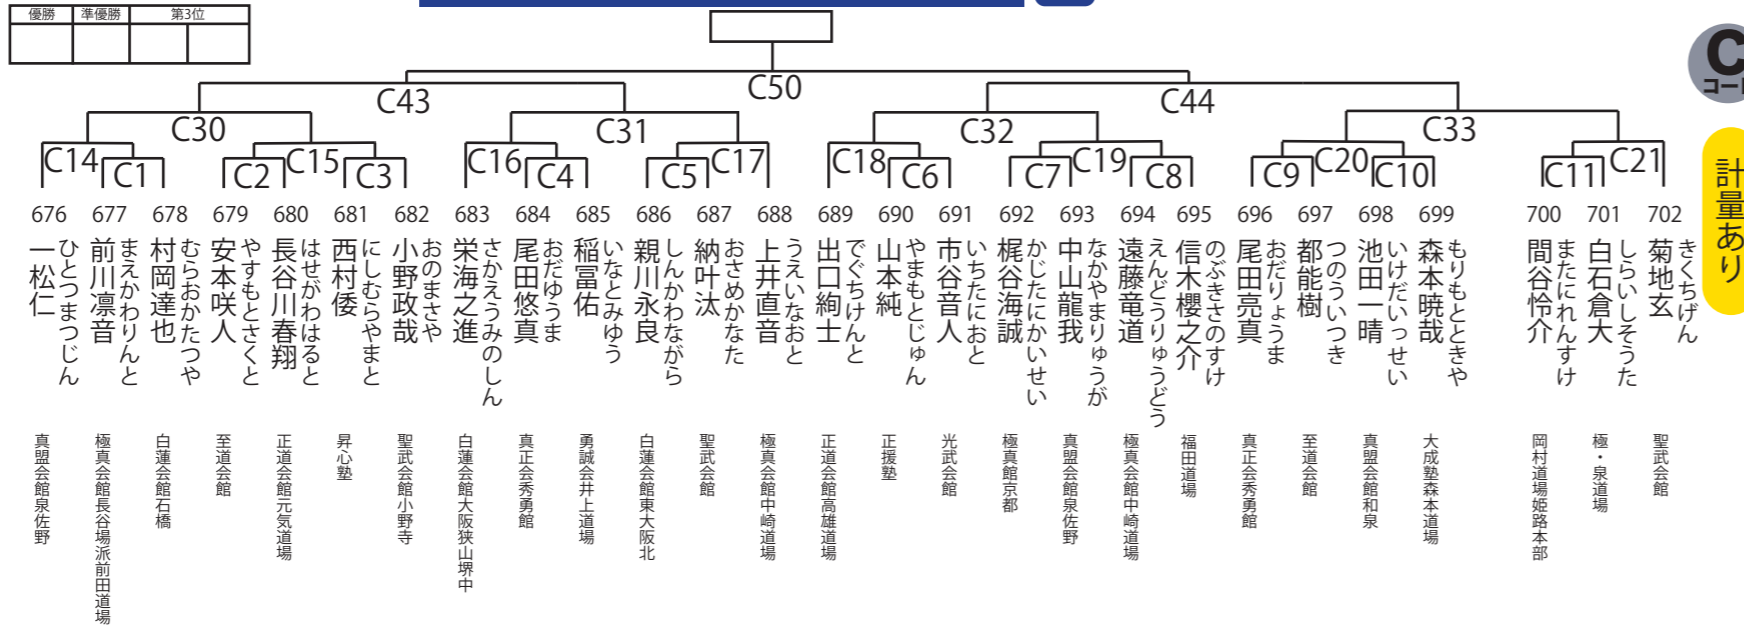 優勝 準優勝 第3位
C
コート
計量あり
C50
C43 C44
C30 C31 C32 C33
C14 C15 C16 C17 C18 C19 C20 C21
C1 C2 C3 C4 C5 C6 C7 C8 C9 C10 C11
676 一松仁 ひとつまつじん 真盟会館泉佐野
677 前川凛音 まえかわりんと 極真会館長谷場派前田道場
678 村岡達也 むらおかたつや 白蓮会館石橋
679 安本咲人 やすもとさくと 至道会館
680 長谷川春翔 はせがわはると 正道会館元気道場
681 西村倭 にしむらやまと 昇心塾
682 小野政哉 おのまさや 聖武会館小野寺
683 栄海之進 さかえうみのしん 白蓮会館大阪狭山堺中
684 尾田悠真 おだゆうま 真正会秀勇館
685 稲冨佑 いなとみゆう 勇誠会井上道場
686 親川永良 しんかわながら 白蓮会館東大阪北
687 納叶汰 おさめかなた 聖武会館
688 上井直音 うえいなおと 極真会館中崎道場
689 出口絢士 でぐちけんと 正道会館高雄道場
690 山本純 やまもとじゅん 正援塾
691 市谷音人 いちたにおと 光武会館
692 梶谷海誠 かじたにかいせい 極真館京都
693 中山龍我 なかやまりゅうが 真盟会館泉佐野
694 遠藤竜道 えんどうりゅうどう 極真会館中崎道場
695 信木櫻之介 のぶきさのすけ 福田道場
696 尾田亮真 おだりょうま 真正会秀勇館
697 都能樹 つのういつき 至道会館
698 池田一晴 いけだいっせい 真盟会館和泉
699 森本暁哉 もりもとときや 大成塾森本道場
700 間谷怜介 またにれんすけ 岡村道場姫路本部
701 白石倉大 しらいしそうた 極・泉道場
702 菊地玄 きくちげん 聖武会館